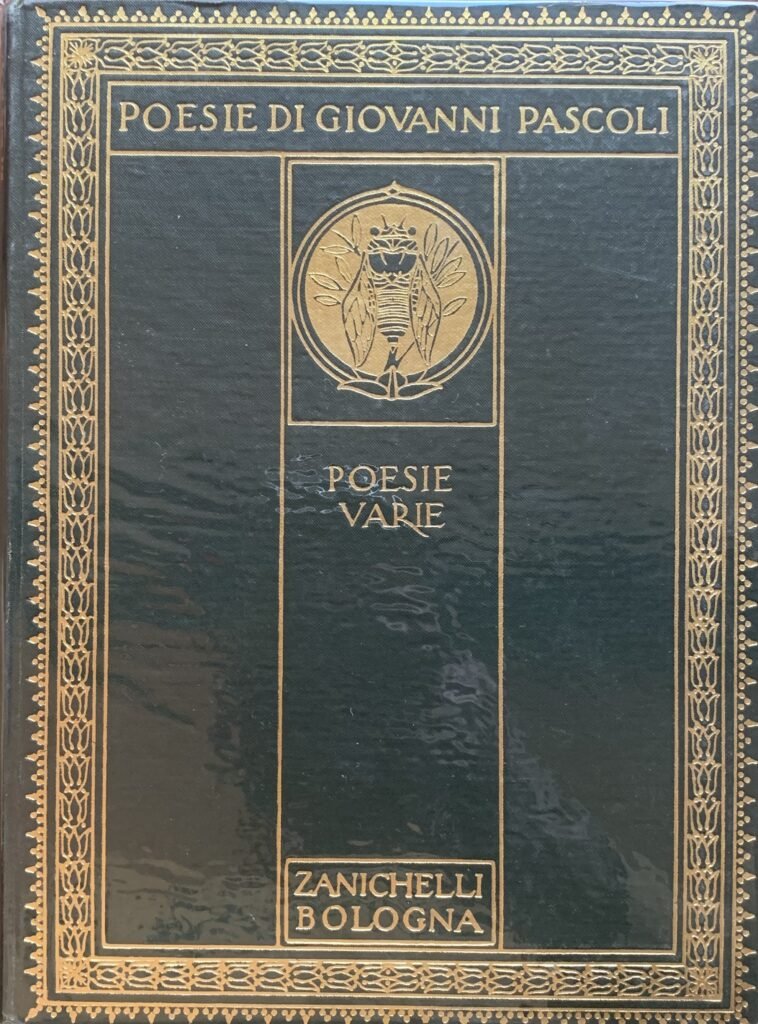 POESIE DI GIOVANNI PASCOLI
POESIE
VARIE
ZANICHELLI
BOLOGNA